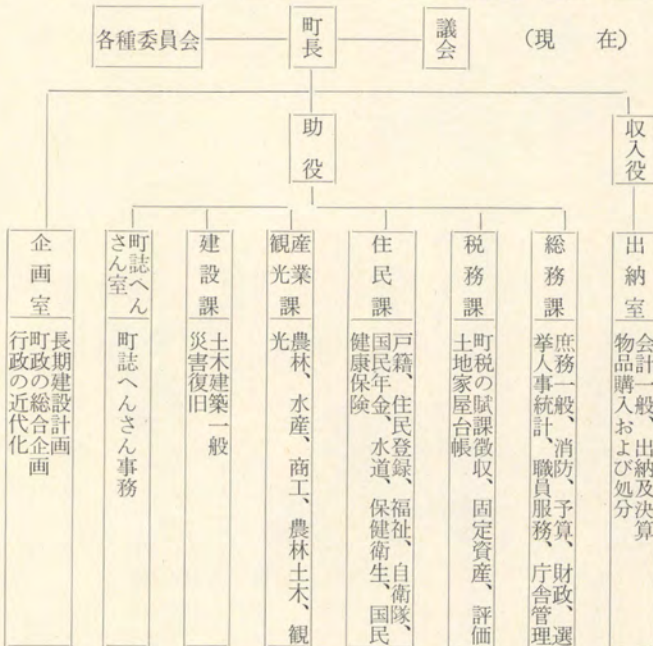 各種委員会
町長
議会
(現 在)
助役
収入役
出納室
会計一般、出納及決算
物品購入および処分
総務課
庶務一般、消防、予算、財政、選
挙人事統計、職員服務、庁舎管理
税務課
町税の賦課徴収、固定資産、評価
土地家屋台帳
住民課
戸籍、住民登録、福祉、自衛隊、
国民年金、水道、保健衛生、国民
健康保険
産業
観光課
農林、水産、商工、農林土木、観
光
建設課
土木建築一般
災害復旧
町誌へん
さん室
町誌へんさん事務
企画室
長期建設計画
町政の総合企画
行政の近代化